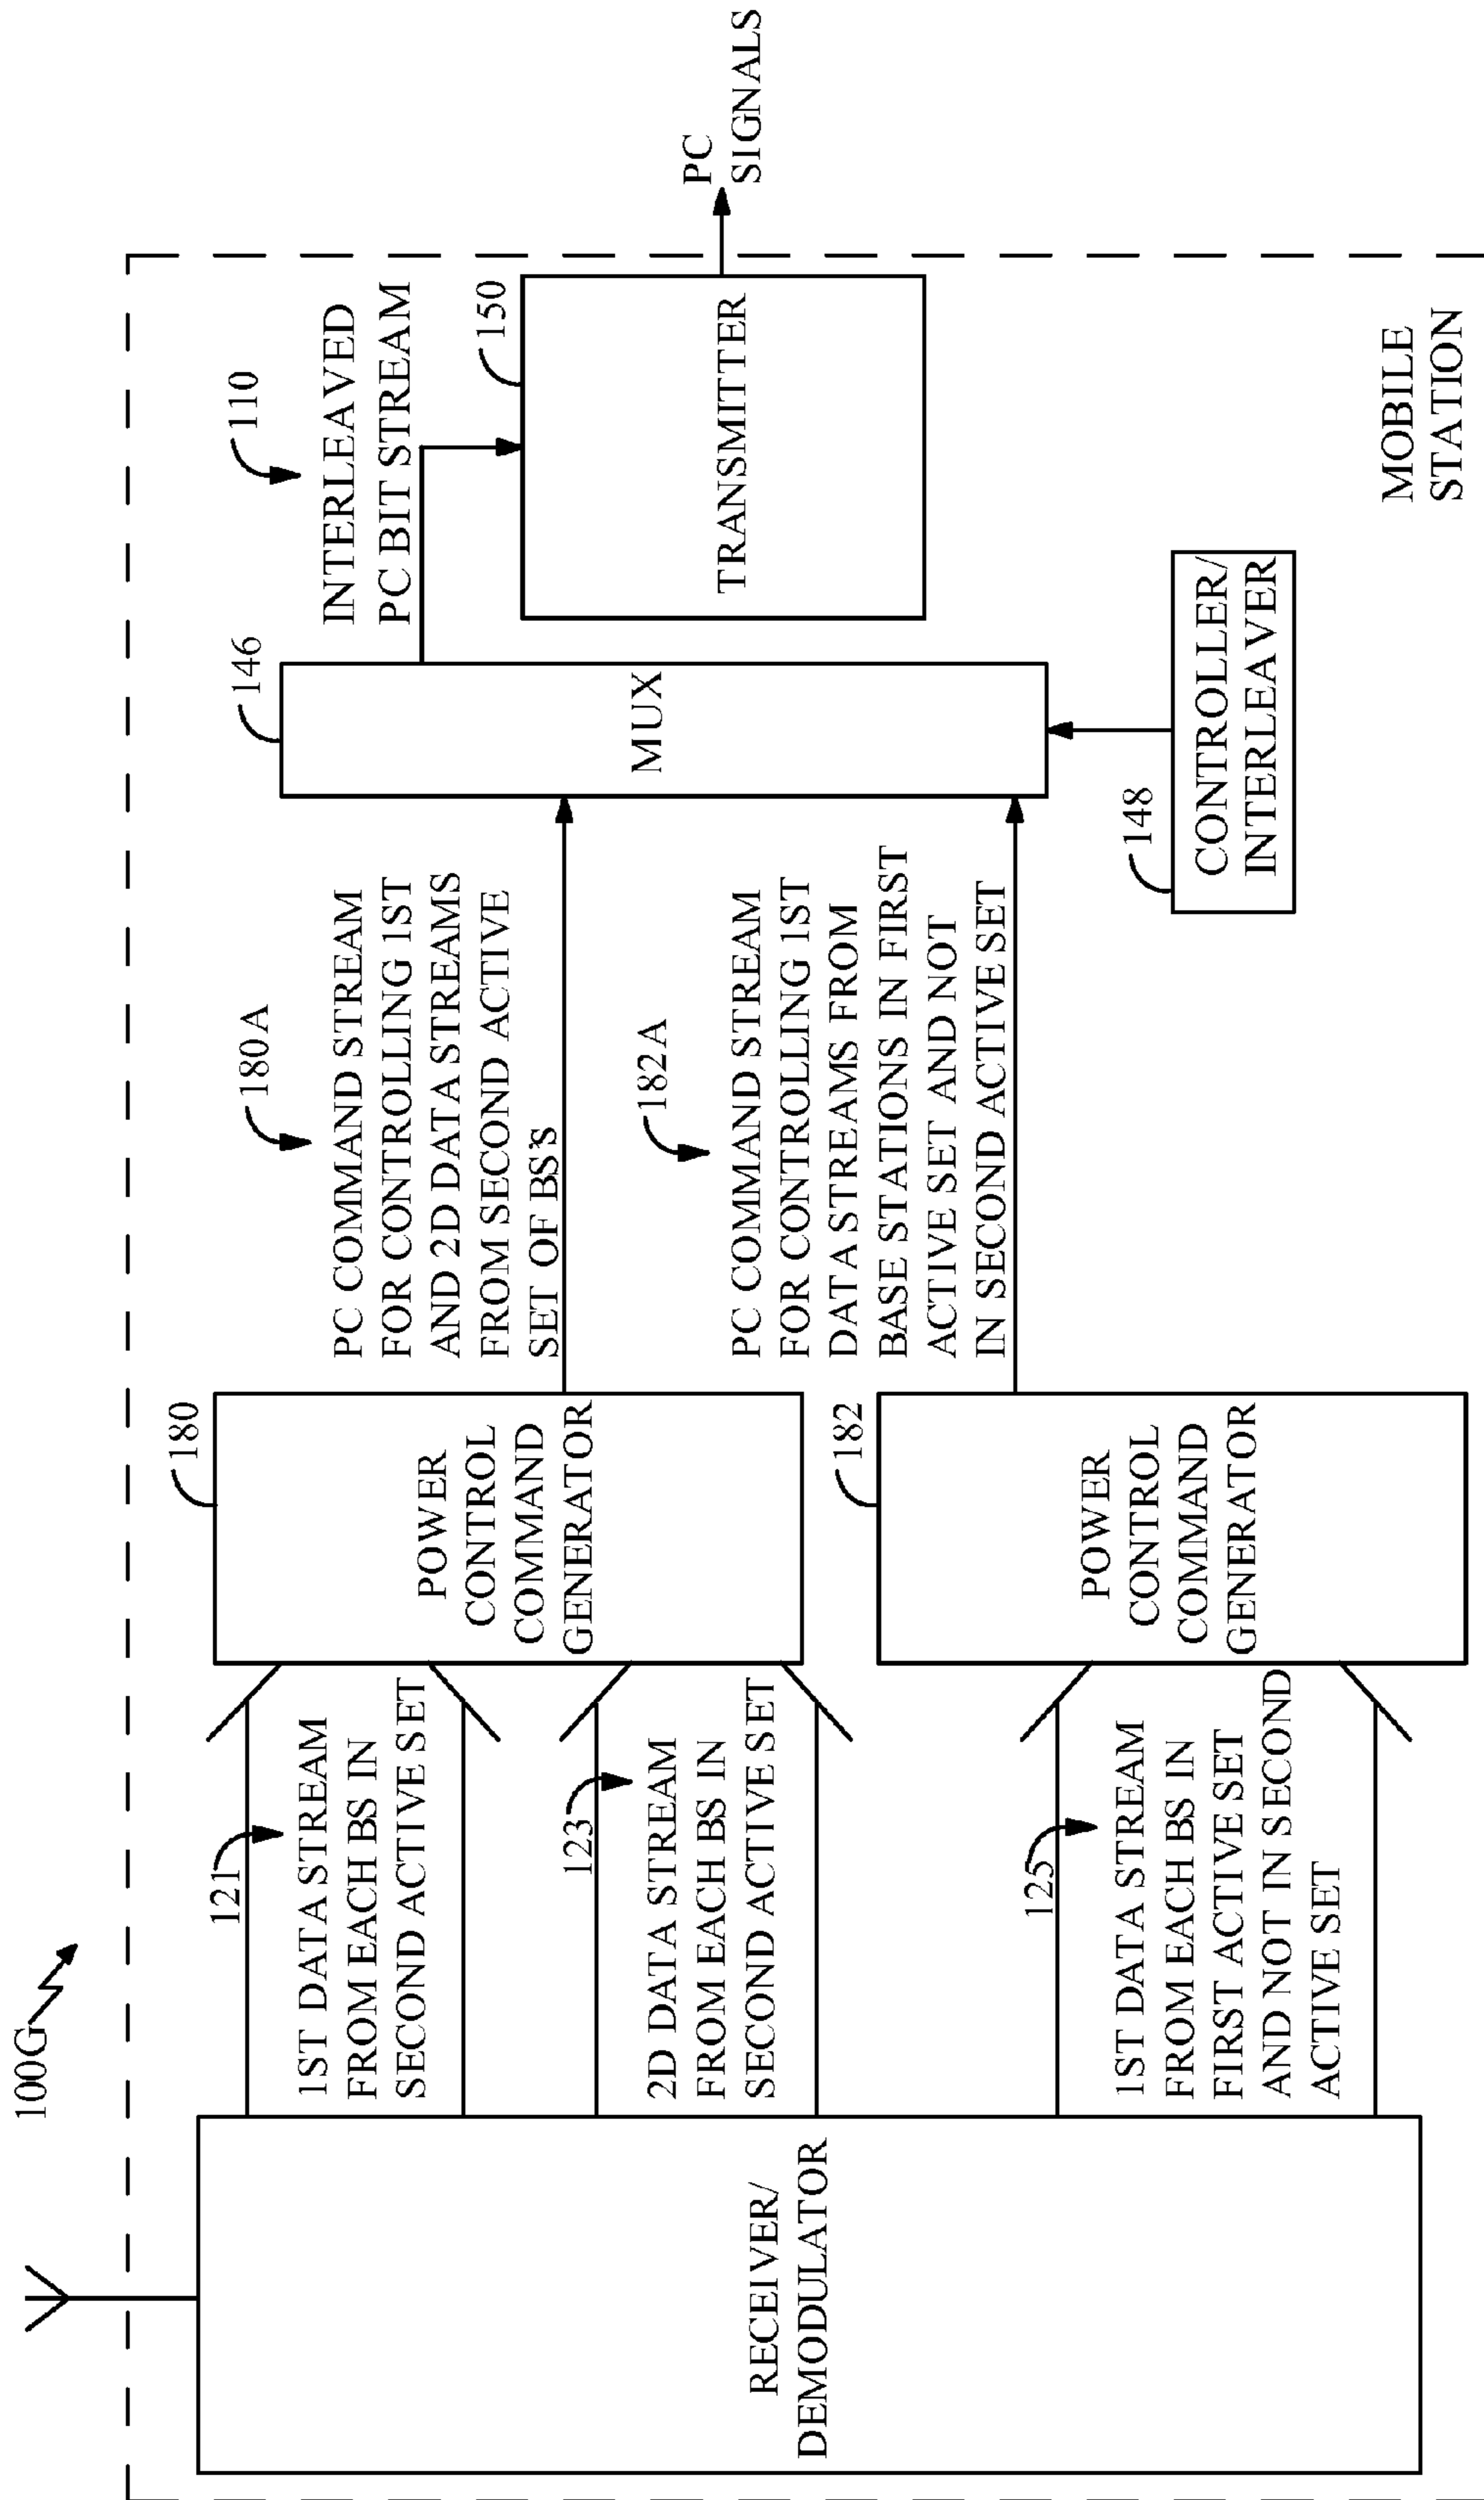 100G
RECEIVER/
DEMODULATOR
121
1ST DATA STREAM
FROM EACH BS IN
SECOND ACTIVE SET
123
2D DATA STREAM
FROM EACH BS IN
SECOND ACTIVE SET
125
1ST DATA STREAM
FROM EACH BS IN
FIRST ACTIVE SET
AND NOT IN SECOND
ACTIVE SET
180
POWER
CONTROL
COMMAND
GENERATOR
182
POWER
CONTROL
COMMAND
GENERATOR
180A
PC COMMAND STREAM
FOR CONTROLLING 1ST
AND 2D DATA STREAMS
FROM SECOND ACTIVE
SET OF BS'S
182A
PC COMMAND STREAM
FOR CONTROLLING 1ST
DATA STREAMS FROM
BASE STATIONS IN FIRST
ACTIVE SET AND NOT
IN SECOND ACTIVE SET
146
MUX
148
CONTROLLER/
INTERLEAVER
110
INTERLEAVED
PC BIT STREAM
150
TRANSMITTER
PC
SIGNALS
MOBILE
STATION